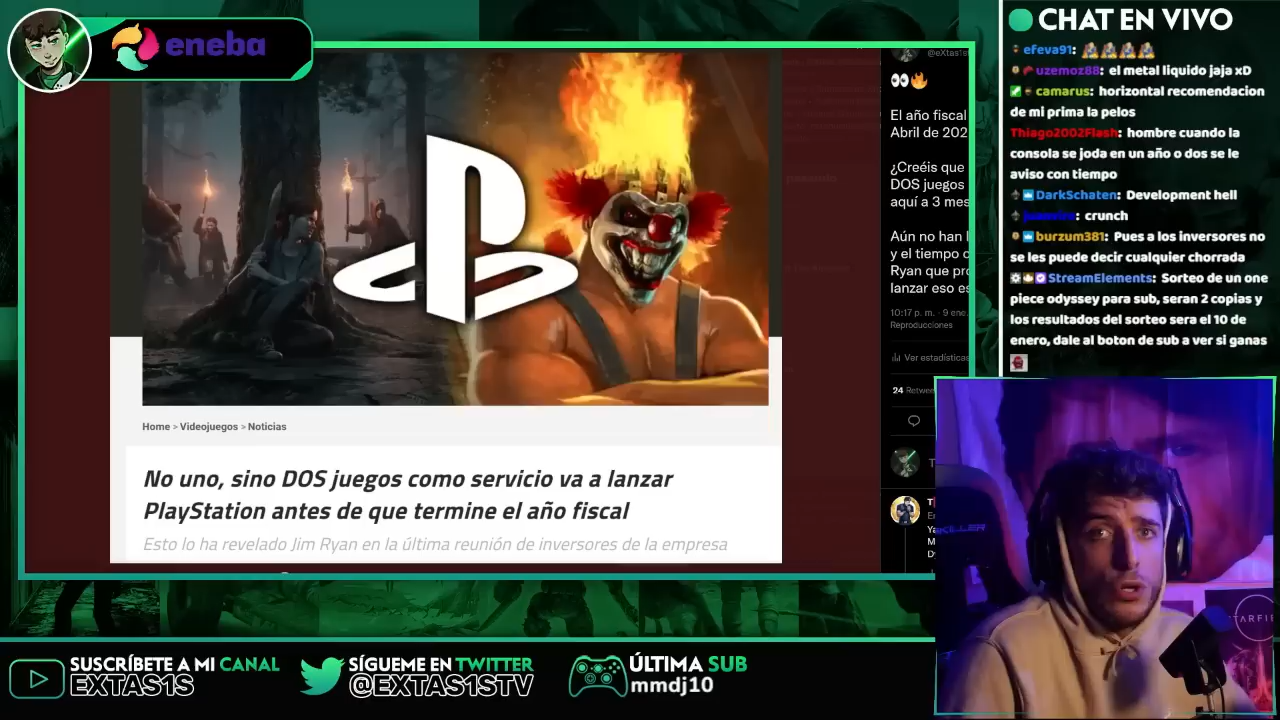 eneba
@eXtas1s
El año fiscal
Abril de 202
¿Creéis que
DOS juegos
aquí a 3 mes
Aún no han l
y el tiempo
Ryan que pro
lanzar eso es
10:17 p. m. · 9 ene.
Reproducciones
Ver estadísticas
24 Retwe
Home > Videojuegos > Noticias
No uno, sino DOS juegos como servicio va a lanzar
PlayStation antes de que termine el año fiscal
Esto lo ha revelado Jim Ryan en la última reunión de inversores de la empresa
CHAT EN VIVO
efeva91:
uzemoz88: el metal liquido jaja xD
camarus: horizontal recomendacion
de mi prima la pelos
Thiago2002Flash: hombre cuando la
consola se joda en un año o dos se le
aviso con tiempo
DarkSchaten: Development hell
crunch
burzum381: Pues a los inversores no
se les puede decir cualquier chorrada
StreamElements: Sorteo de un one
piece odyssey para sub, seran 2 copias y
los resultados del sorteo sera el 10 de
enero, dale al boton de sub a ver si ganas
SUSCRÍBETE A MI CANAL
EXTAS1S
SÍGUEME EN TWITTER
@EXTAS1STV
ÚLTIMA SUB
mmdj10